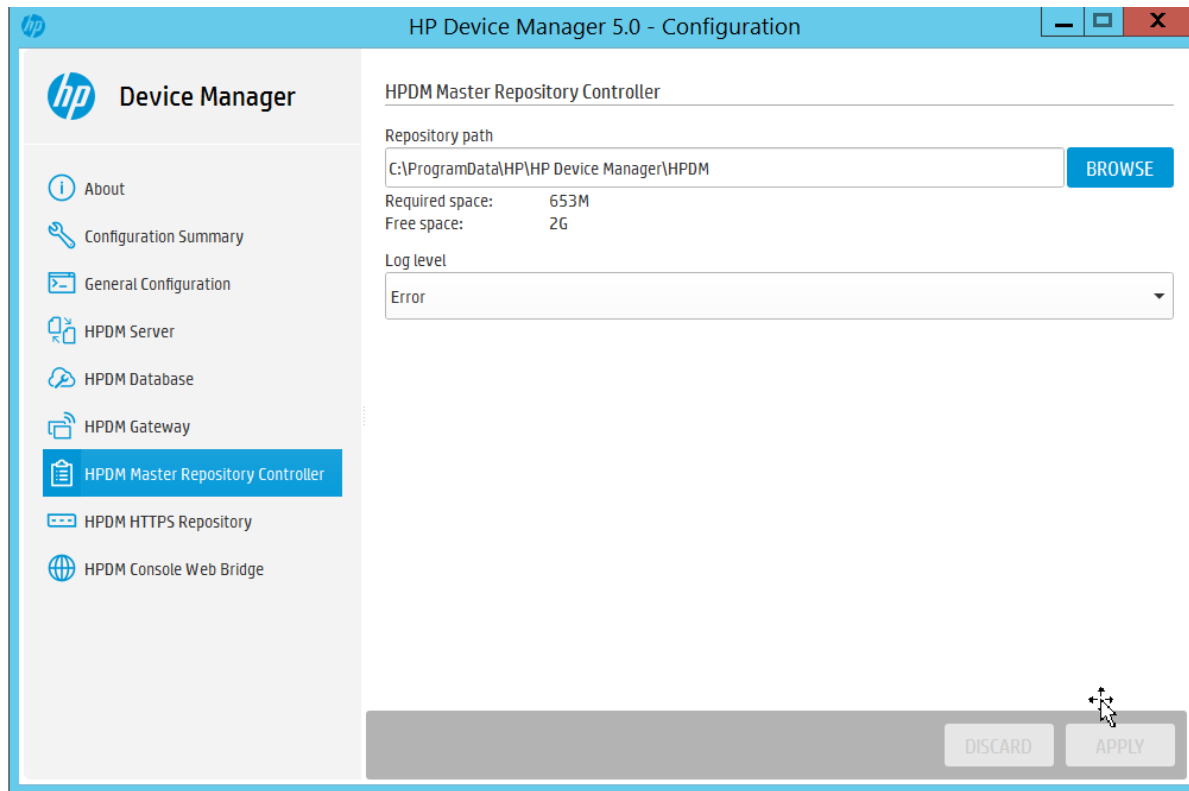 hp
HP Device Manager 5.0 - Configuration
X
hp
Device Manager
About
Configuration Summary
General Configuration
HPDM Server
HPDM Database
HPDM Gateway
HPDM Master Repository Controller
HPDM HTTPS Repository
HPDM Console Web Bridge
HPDM Master Repository Controller
Repository path
C:\ProgramData\HP\HP Device Manager\HPDM
BROWSE
Required space: 653M
Free space: 2G
Log level
Error
DISCARD
APPLY